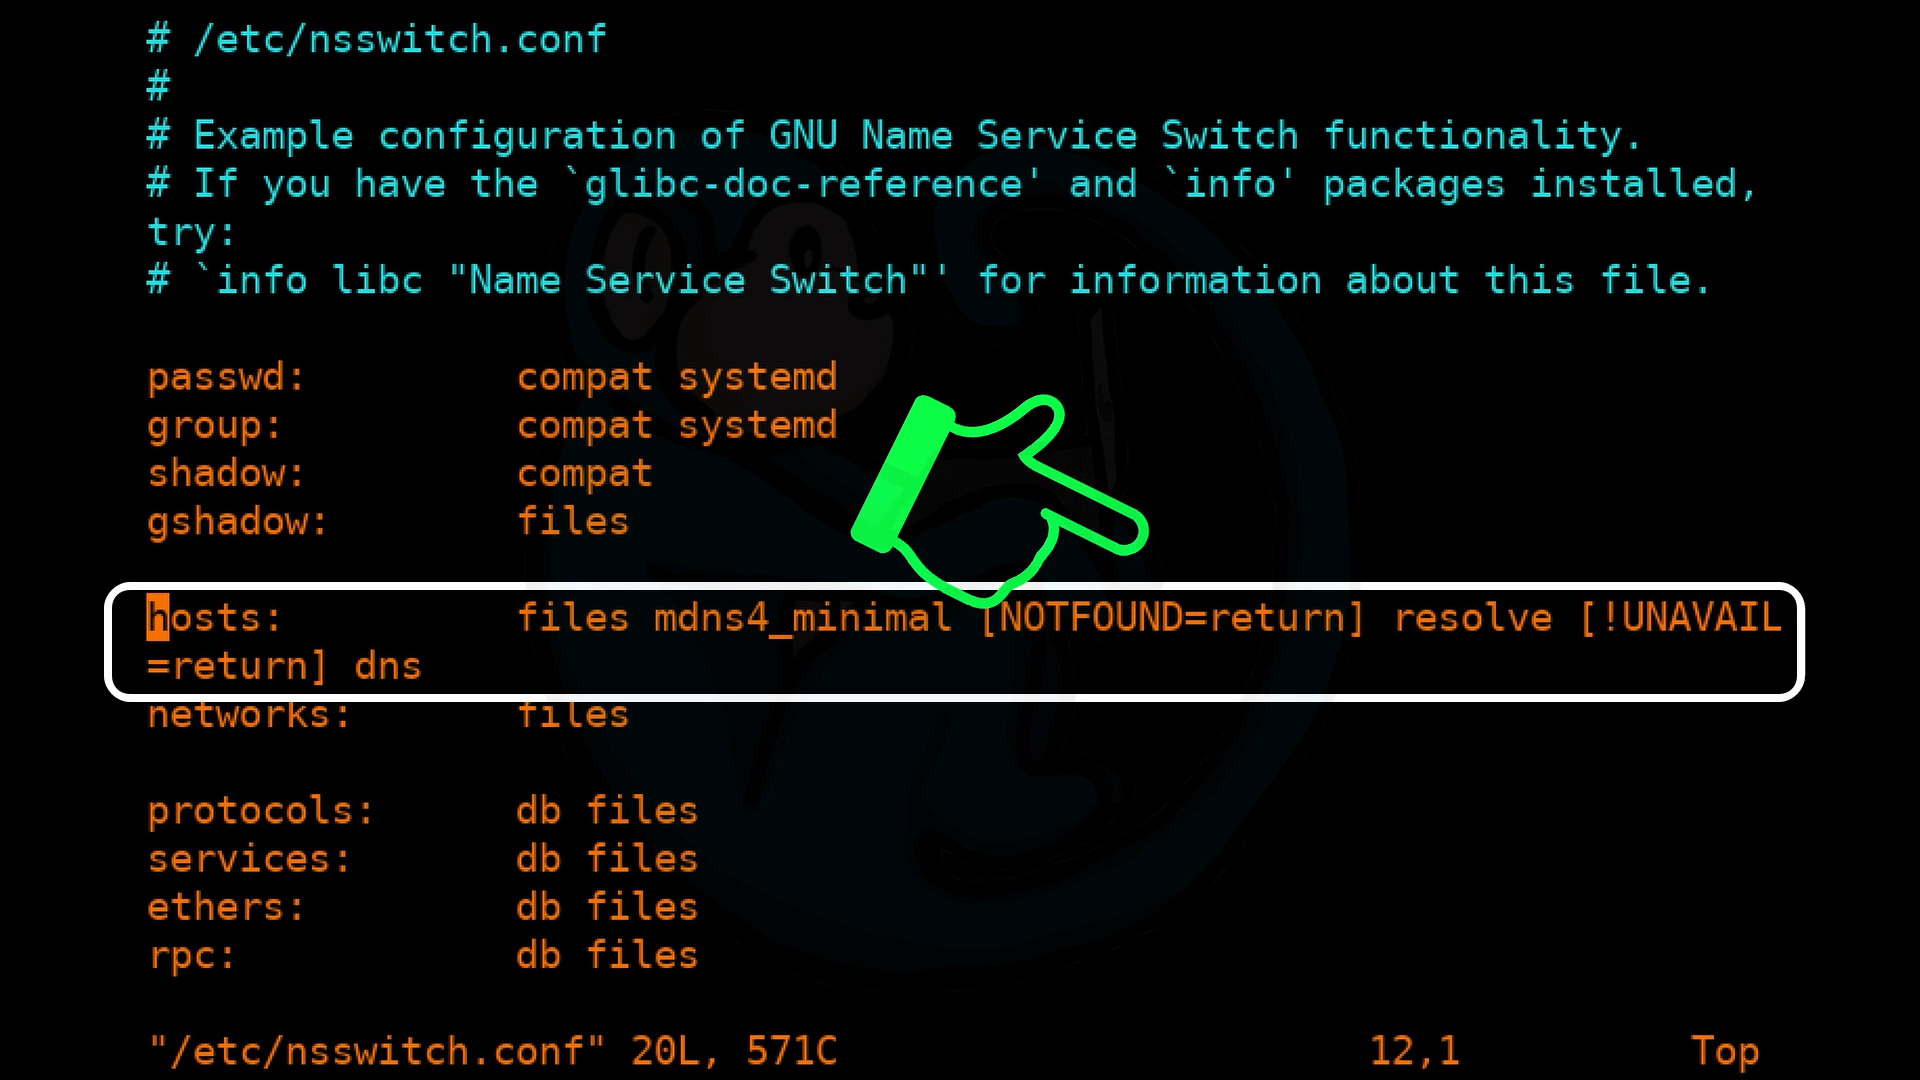 # /etc/nsswitch.conf
#
# Example configuration of GNU Name Service Switch functionality.
# If you have the `glibc-doc-reference' and `info' packages installed,
try:
# `info libc "Name Service Switch"' for information about this file.
passwd:         compat systemd
group:          compat systemd
shadow:         compat
gshadow:        files
hosts:          files mdns4_minimal [NOTFOUND=return] resolve [!UNAVAIL
=return] dns
networks:       files
protocols:      db files
services:       db files
ethers:         db files
rpc:            db files
"/etc/nsswitch.conf" 20L, 571C                       12,1          Top